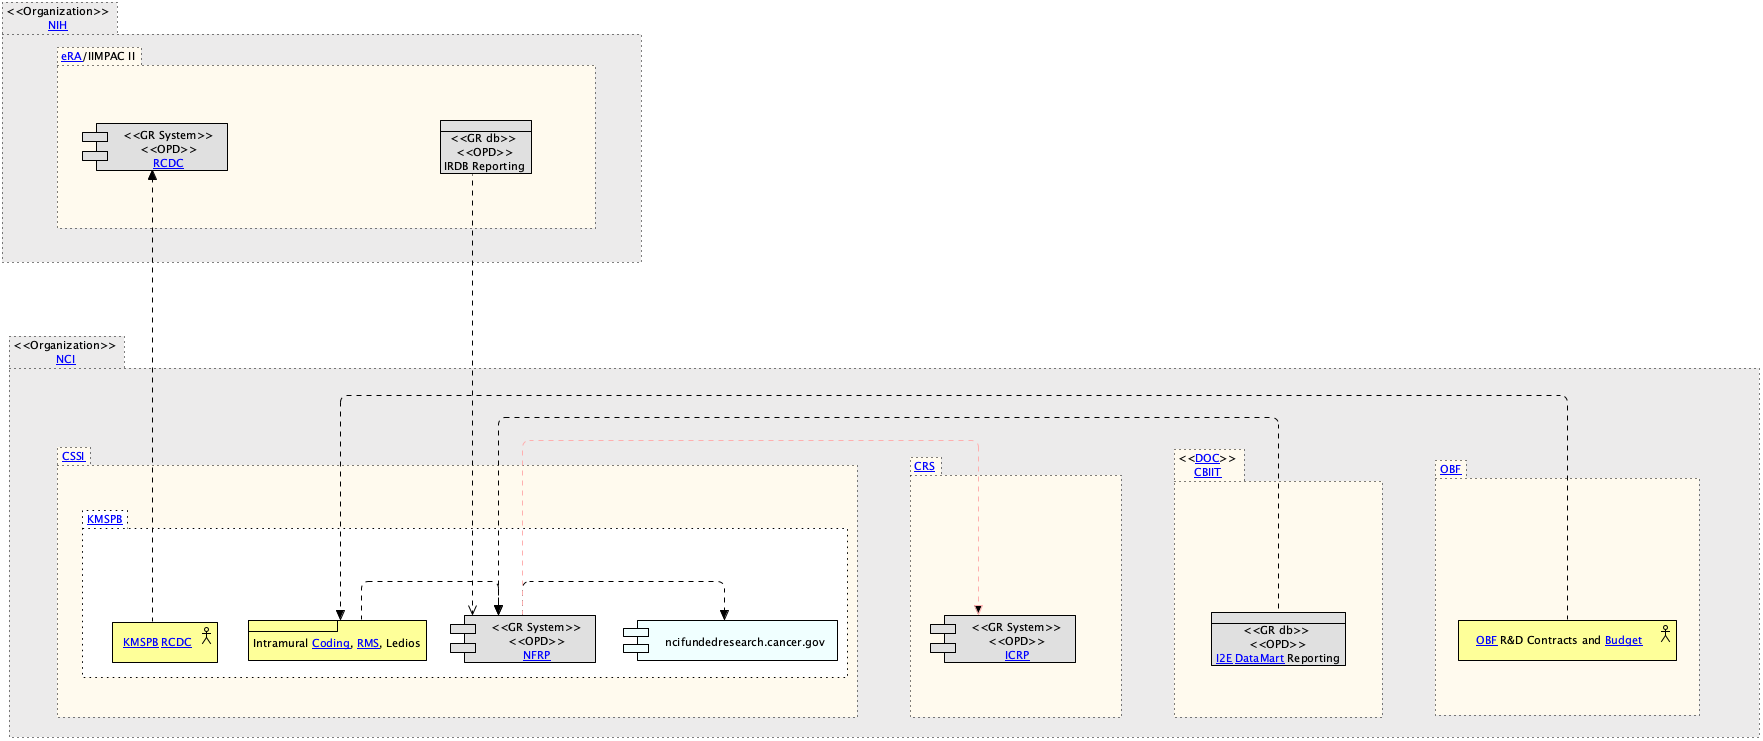 <<Organization>>
NIH
eRA/IIMPAC II
<<GR System>>
<<OPD>>
RCDC
<<GR db>>
<<OPD>>
IRDB Reporting
<<Organization>>
NCI
CSSI
KMSPB
KMSPB RCDC
Intramural Coding, RMS, Ledios
<<GR System>>
<<OPD>>
NFRP
ncifundedresearch.cancer.gov
CRS
<<GR System>>
<<OPD>>
ICRP
<<DOC>>
CBIIT
<<GR db>>
<<OPD>>
I2E DataMart Reporting
OBF
OBF R&D Contracts and Budget